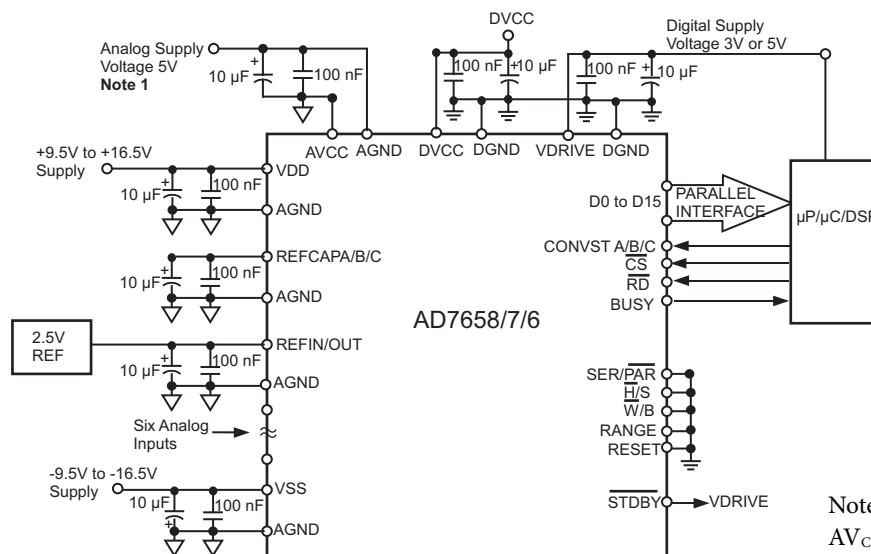 DVCC
Digital Supply
Voltage 3V or 5V
Analog Supply
Voltage 5V
Note 1
10 µF
+
100 nF
100 nF
+
10 µF
100 nF
+
10 µF
AVCC
AGND
DVCC
DGND
VDRIVE
DGND
+9.5V to +16.5V
Supply
VDD
10 µF
+
100 nF
AGND
D0 to D15
PARALLEL
INTERFACE
µP/µC/DSP
REFCAPA/B/C
10 µF
+
100 nF
AGND
CONVST A/B/C
CS
RD
BUSY
AD7658/7/6
2.5V
REF
REFIN/OUT
10 µF
+
100 nF
AGND
SER/PAR
H/S
W/B
RANGE
RESET
Six Analog
Inputs
-9.5V to -16.5V
Supply
VSS
10 µF
+
100 nF
AGND
STDBY
VDRIVE
Note
AVC